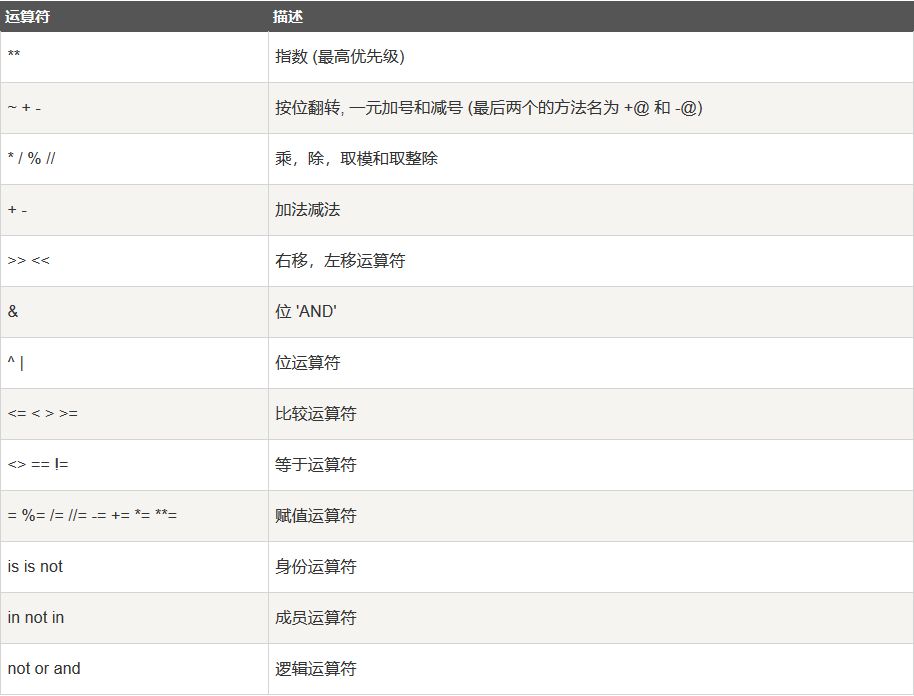 运算符 描述
** 指数 (最高优先级)
~ + - 按位翻转, 一元加号和减号 (最后两个的方法名为 +@ 和 -@)
* / % // 乘，除，取模和取整除
+ - 加法减法
>> << 右移，左移运算符
& 位 'AND'
^ | 位运算符
<= < > >= 比较运算符
<> == != 等于运算符
= %= /= //= -= += *= **= 赋值运算符
is is not 身份运算符
in not in 成员运算符
not or and 逻辑运算符